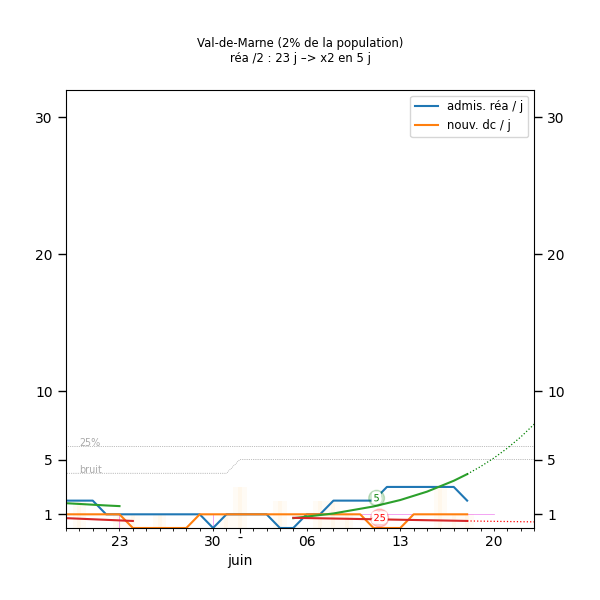 Val-de-Marne (2% de la population)
réa /2 : 23 j –> x2 en 5 j
admis. réa / j
nouv. dc / j
30 30
20 20
10 10
25%
5 5
bruit
5
25
1 1
23 30 - 06 13 20
juin